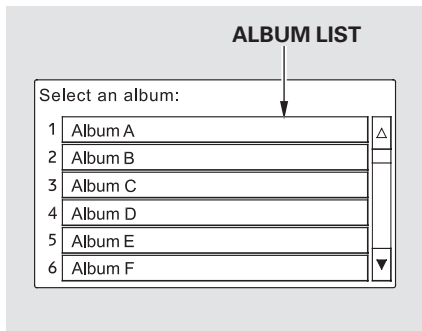 ALBUM LIST
Select an album:
1 Album A
2 Album B
3 Album C
4 Album D
5 Album E
6 Album F